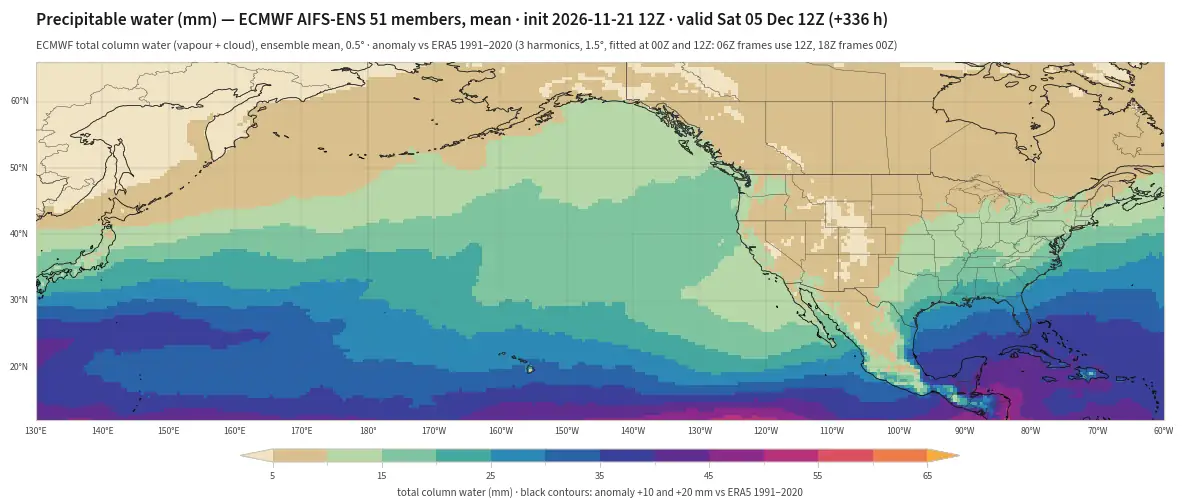 Precipitable water (mm) — ECMWF AIFS-ENS 51 members, mean · init 2026-11-21 12Z · valid Sat 05 Dec 12Z (+336 h)
ECMWF total column water (vapour + cloud), ensemble mean, 0.5° · anomaly vs ERA5 1991–2020 (3 harmonics, 1.5°, fitted at 00Z and 12Z: 06Z frames use 12Z, 18Z frames 00Z)
60°N
50°N
40°N
30°N
20°N
130°E 140°E 150°E 160°E 170°E 180° 170°W 160°W 150°W 140°W 130°W 120°W 110°W 100°W 90°W 80°W 70°W 60°W
5 15 25 35 45 55 65
total column water (mm) · black contours: anomaly +10 and +20 mm vs ERA5 1991–2020